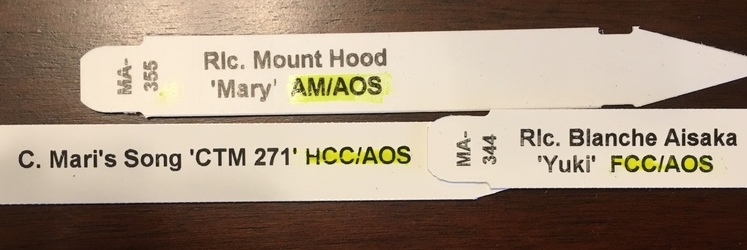 MA-
355
Rlc. Mount Hood
'Mary' AM/AOS
C. Mari's Song 'CTM 271' HCC/AOS
MA-
344
Rlc. Blanche Aisaka
'Yuki' FCC/AOS